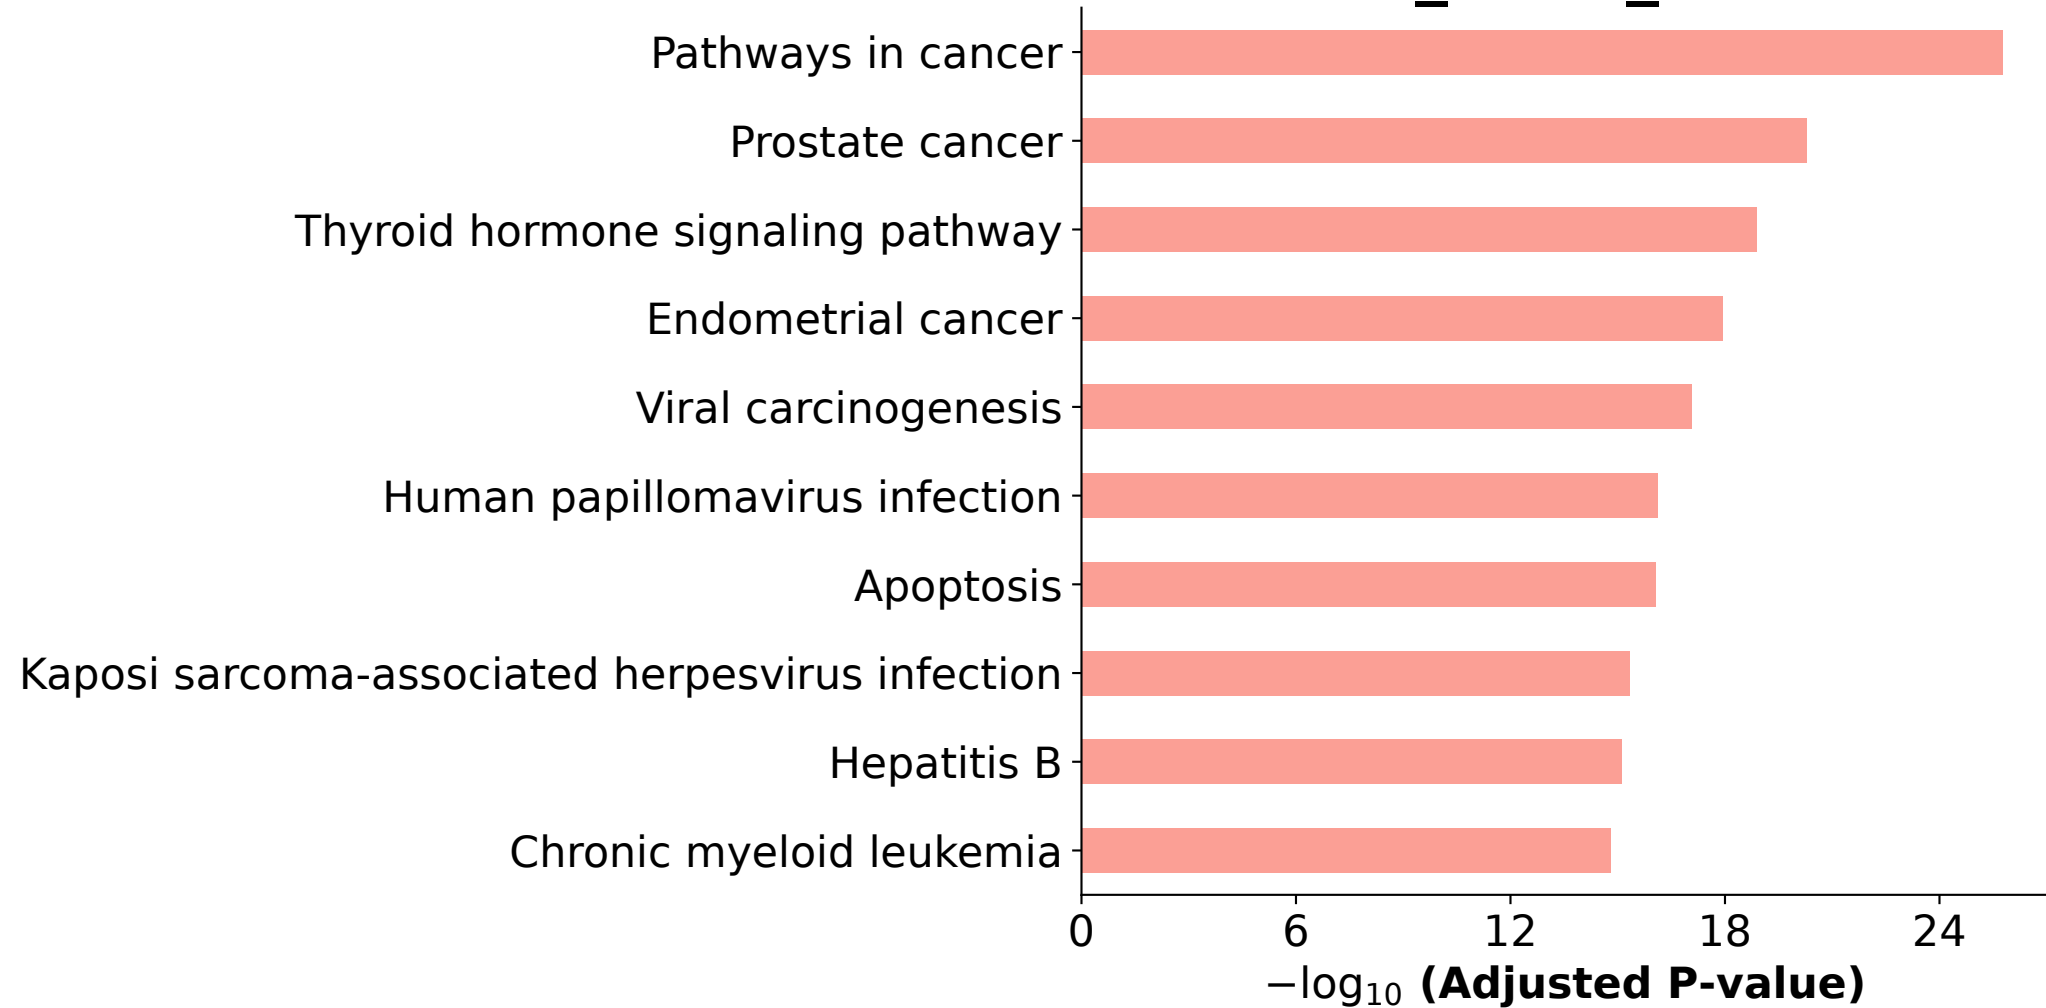 Pathways in cancer
Prostate cancer
Thyroid hormone signaling pathway
Endometrial cancer
Viral carcinogenesis
Human papillomavirus infection
Apoptosis
Kaposi sarcoma-associated herpesvirus infection
Hepatitis B
Chronic myeloid leukemia
0 6 12 18 24
−log₁₀ (Adjusted P-value)